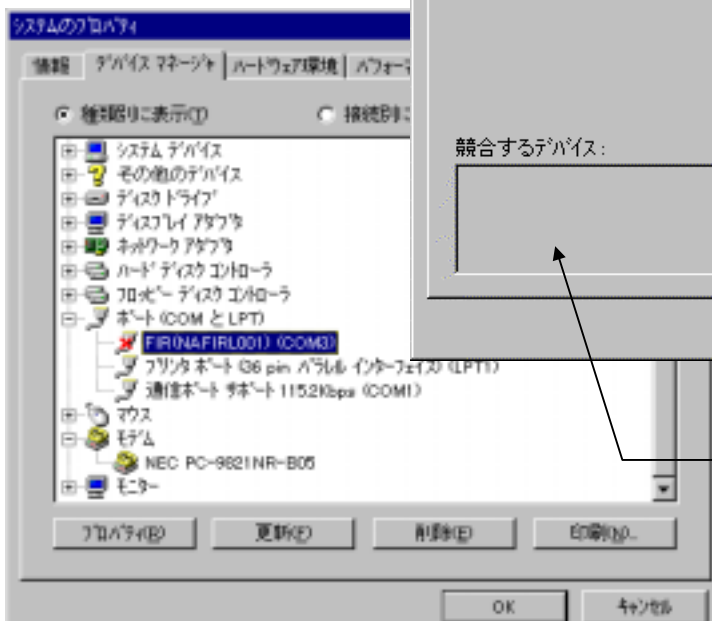 システムのプロパティ
情報 デバイス マネージャ ハードウェア環境 パフォーマ
種類別に表示(T) 接続別に
システム デバイス
その他のデバイス
ディスク ドライブ
ディスプレイ アダプタ
ネットワーク アダプタ
ハード ディスク コントローラ
フロッピー ディスク コントローラ
ポート (COM と LPT)
FIR(NAFIRL001) (COM3)
プリンタ ポート (36 pin パラレル インターフェイス) (LPT1)
通信ポート サポート 115.2Kbps (COM1)
マウス
モデム
NEC PC-9821NR-B05
モニター
プロパティ(R) 更新(F) 削除(E) 印刷(N)...
OK キャンセル
競合するデバイス: